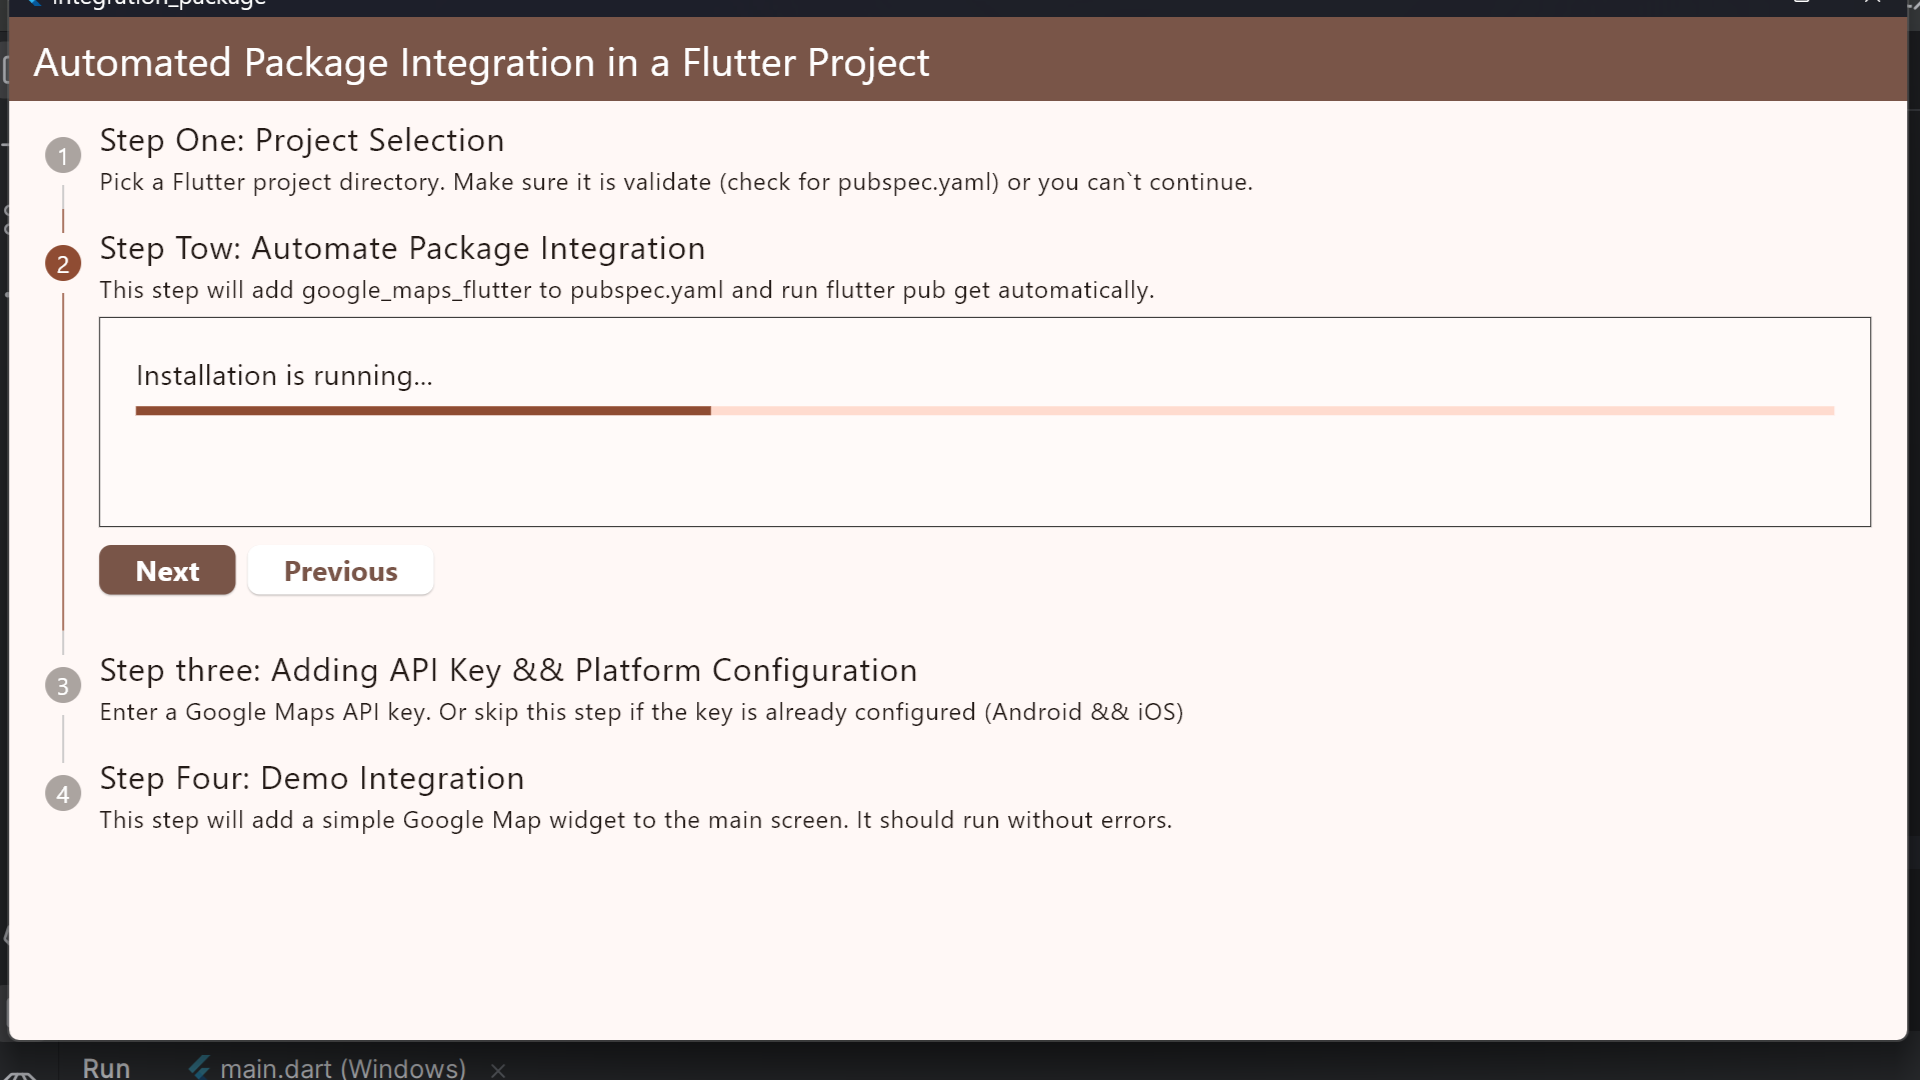 integration_package
Automated Package Integration in a Flutter Project
1
Step One: Project Selection
Pick a Flutter project directory. Make sure it is validate (check for pubspec.yaml) or you can`t continue.
2
Step Tow: Automate Package Integration
This step will add google_maps_flutter to pubspec.yaml and run flutter pub get automatically.
Installation is running...
Next Previous
3
Step three: Adding API Key && Platform Configuration
Enter a Google Maps API key. Or skip this step if the key is already configured (Android && iOS)
4
Step Four: Demo Integration
This step will add a simple Google Map widget to the main screen. It should run without errors.
Run main.dart (Windows)